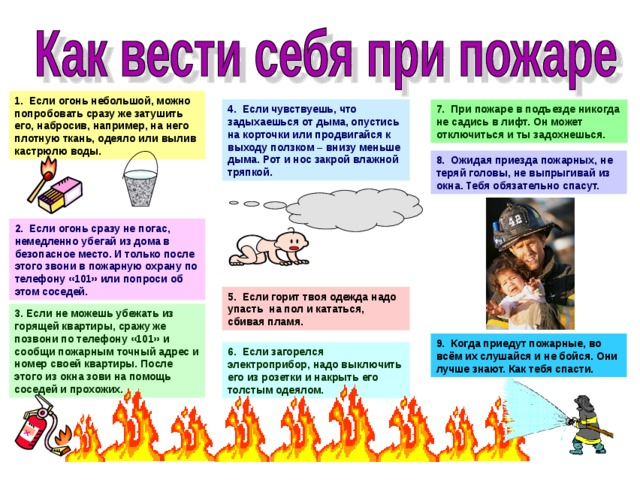 Как вести себя при пожаре
1. Если огонь небольшой, можно
попробовать сразу же затушить
его, набросив, например, на него
плотную ткань, одеяло или вылив
кастрюлю воды.
2. Если огонь сразу не погас,
немедленно убегай из дома в
безопасное место. И только после
этого звони в пожарную охрану по
телефону «101» или попроси об
этом соседей.
3. Если не можешь убежать из
горящей квартиры, сражу же
позвони по телефону «101» и
сообщи пожарным точный адрес и
номер своей квартиры. После
этого из окна зови на помощь
соседей и прохожих.
4. Если чувствуешь, что
задыхаешься от дыма, опустись
на корточки или продвигайся к
выходу ползком – внизу меньше
дыма. Рот и нос закрой влажной
тряпкой.
5. Если горит твоя одежда надо
упасть на пол и кататься,
сбивая пламя.
6. Если загорелся
электроприбор, надо выключить
его из розетки и накрыть его
толстым одеялом.
7. При пожаре в подъезде никогда
не садись в лифт. Он может
отключиться и ты задохнешься.
8. Ожидая приезда пожарных, не
теряй головы, не выпрыгивай из
окна. Тебя обязательно спасут.
42
9. Когда приедут пожарные, во
всём их слушайся и не бойся. Они
лучше знают. Как тебя спасти.